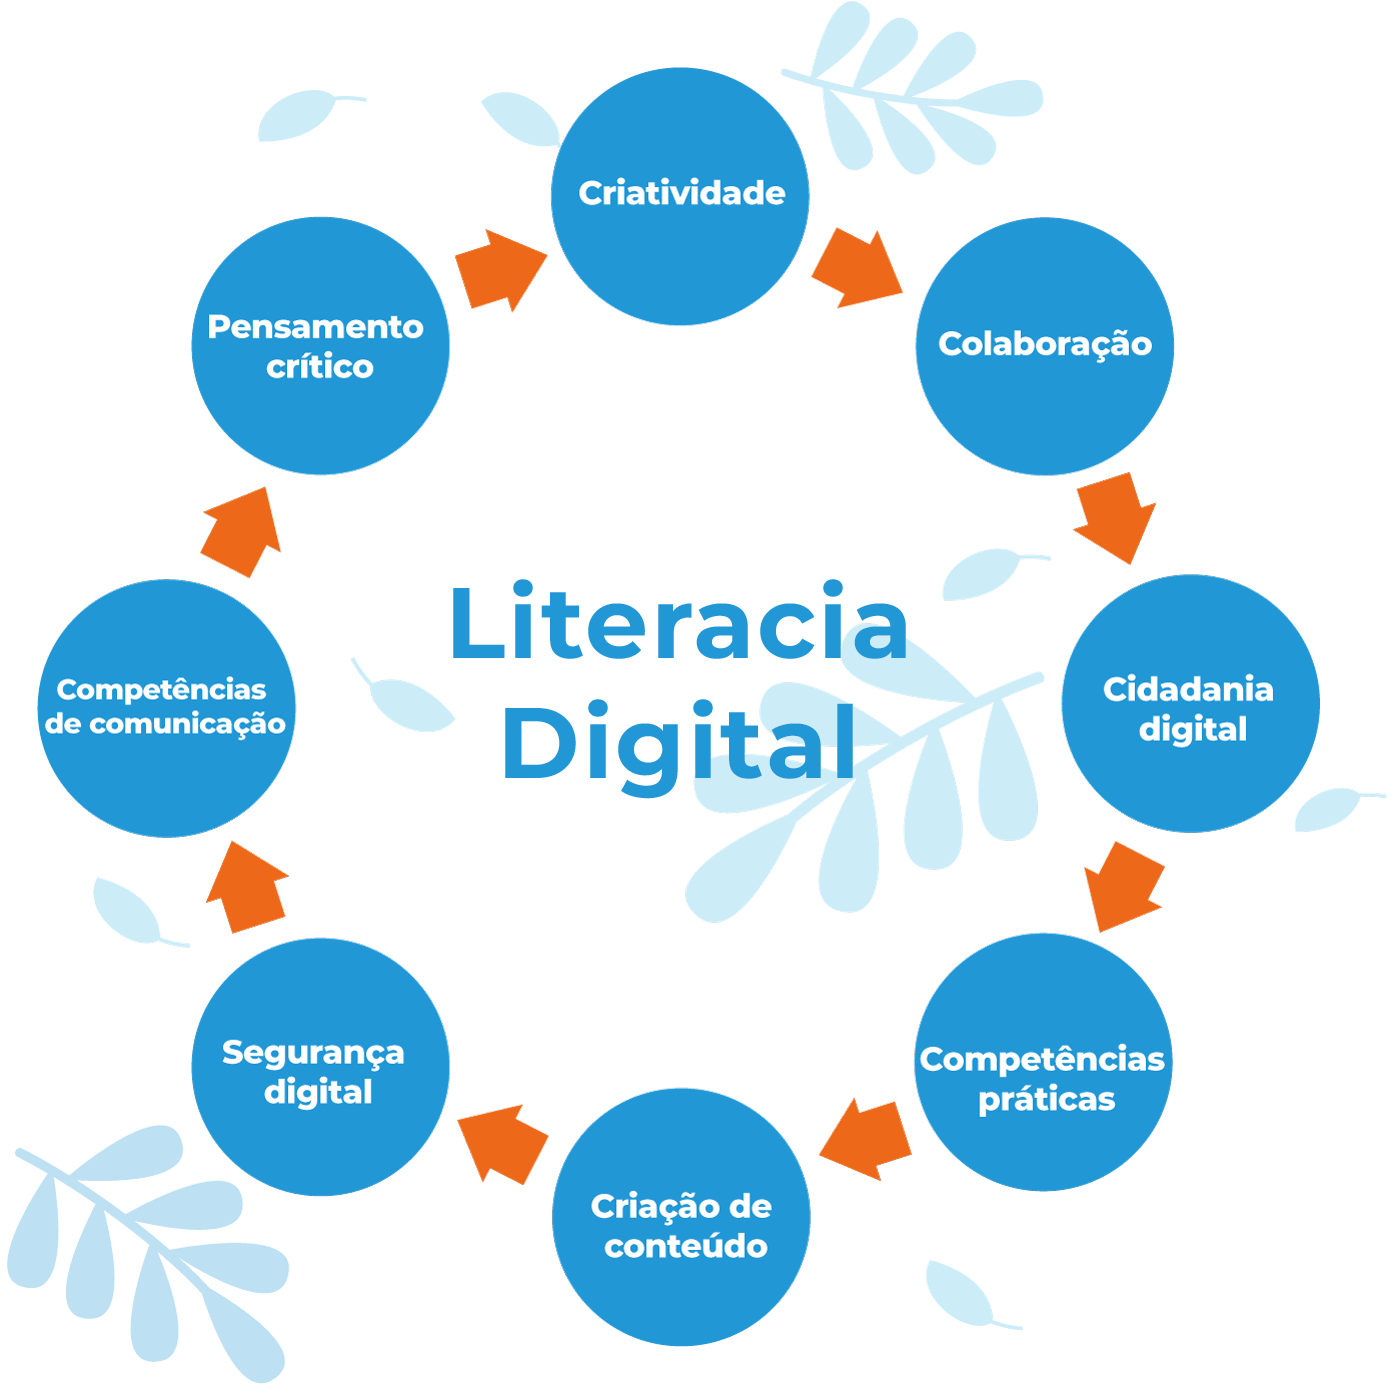 Criatividade
Colaboração
Cidadania
digital
Competências
práticas
Criação de
conteúdo
Segurança
digital
Competências
de comunicação
Pensamento
crítico
Literacia
Digital